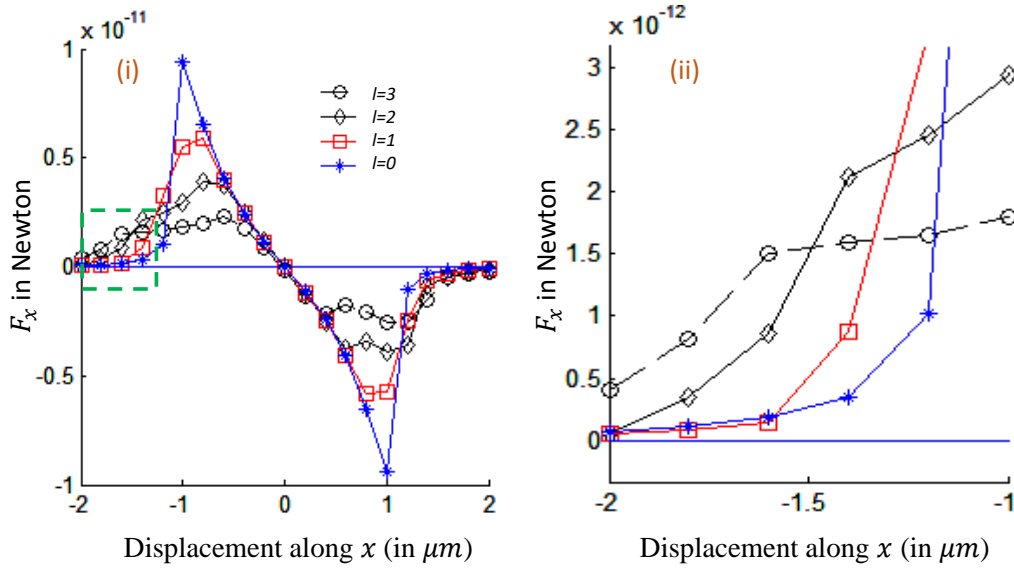 x 10⁻¹¹
(i)
1
0.5
0
-0.5
-1
l=3
l=2
l=1
l=0
-2
-1
0
1
2
Fₓ in Newton
Displacement along x (in μm)
x 10⁻¹²
(ii)
3
2.5
2
1.5
1
0.5
0
-2
-1.5
-1
Fₓ in Newton
Displacement along x (in μm)